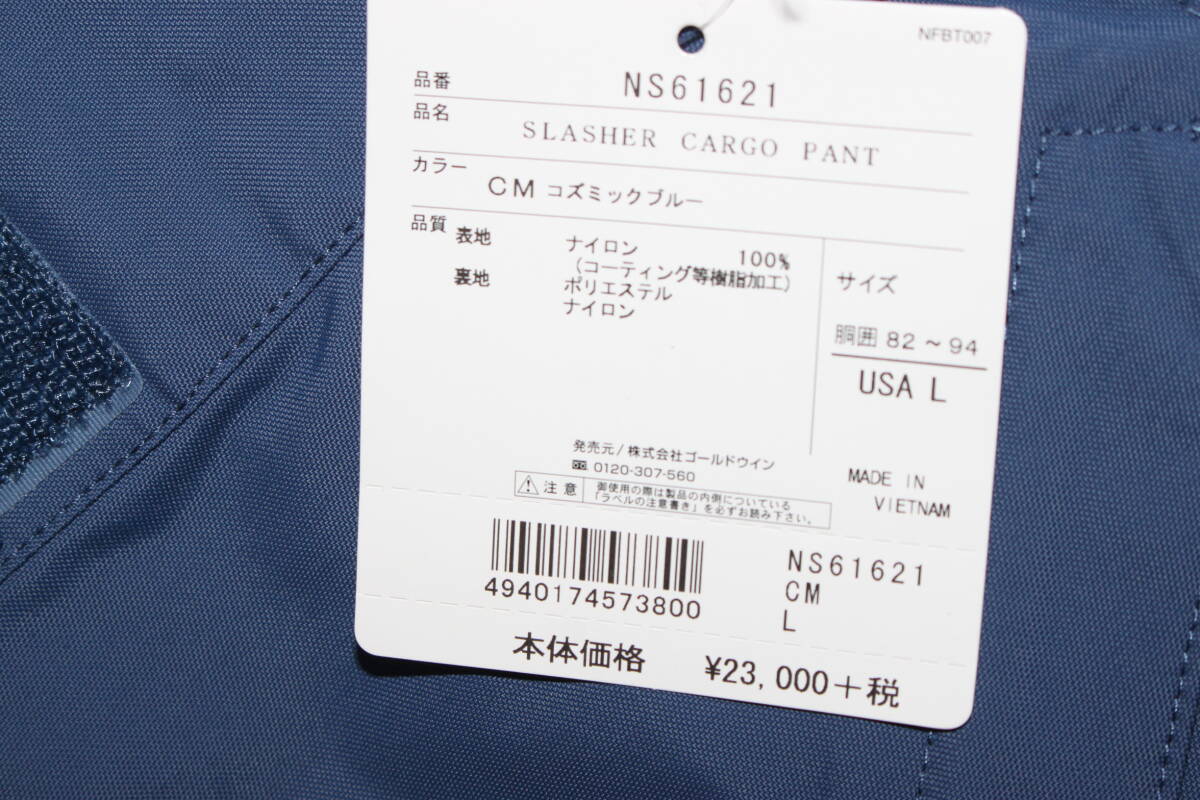 NFBT007
品番 NS61621
品名 SLASHER CARGO PANT
カラー CM コズミックブルー
品質 表地 ナイロン 100%
（コーティング等樹脂加工）
裏地 ポリエステル
ナイロン
サイズ
胴囲 82～94
USA L
MADE IN
VIETNAM
発売元/株式会社ゴールドウイン
0120-307-560
注意 御使用の際は製品の内側についている
「ラベルの注意書き」を必ずお読み下さい。
4940174573800
NS61621
CM
L
本体価格 ¥23,000+税